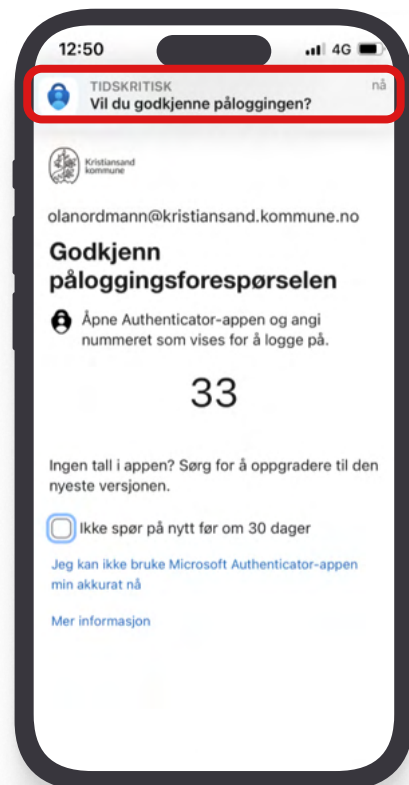 12:50 4G
TIDSKRITISK nå
Vil du godkjenne påloggingen?
Kristiansand
kommune
olanordmann@kristiansand.kommune.no
Godkjenn
påloggingsforespørselen
Åpne Authenticator-appen og angi
nummeret som vises for å logge på.
33
Ingen tall i appen? Sørg for å oppgradere til den
nyeste versjonen.
Ikke spør på nytt før om 30 dager
Jeg kan ikke bruke Microsoft Authenticator-appen
min akkurat nå
Mer informasjon